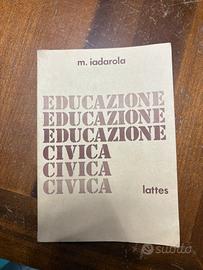 m. iadarola
EDUCAZIONE
EDUCAZIONE
EDUCAZIONE
CIVICA
CIVICA
CIVICA
lattes
subito